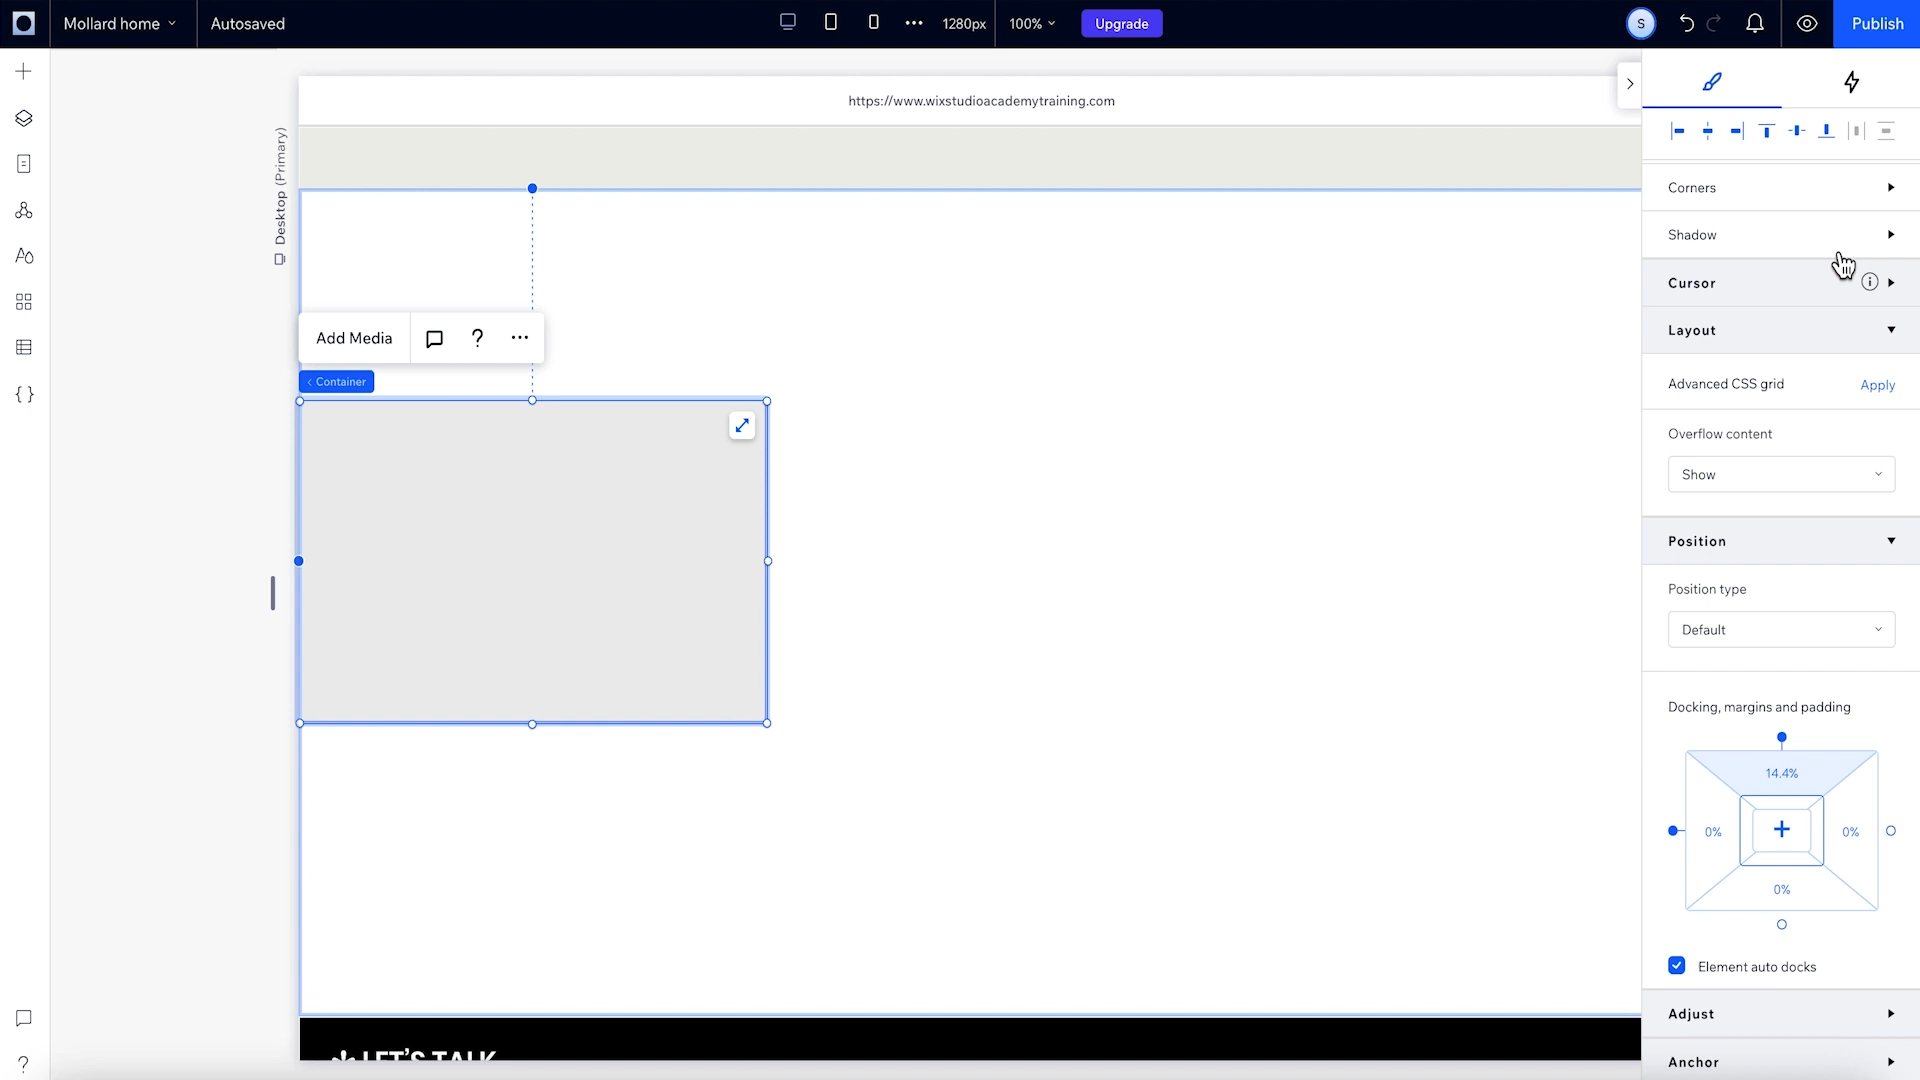 Mollard home
Autosaved
1280px
100%
Upgrade
S
Publish
https://www.wixstudioacademytraining.com
Desktop (Primary)
Corners
Shadow
Cursor
Layout
Advanced CSS grid
Apply
Overflow content
Show
Position
Position type
Default
Docking, margins and padding
14.4%
0%
0%
0%
Element auto docks
Adjust
Anchor
Add Media
?
Container
LET'S TALK
?